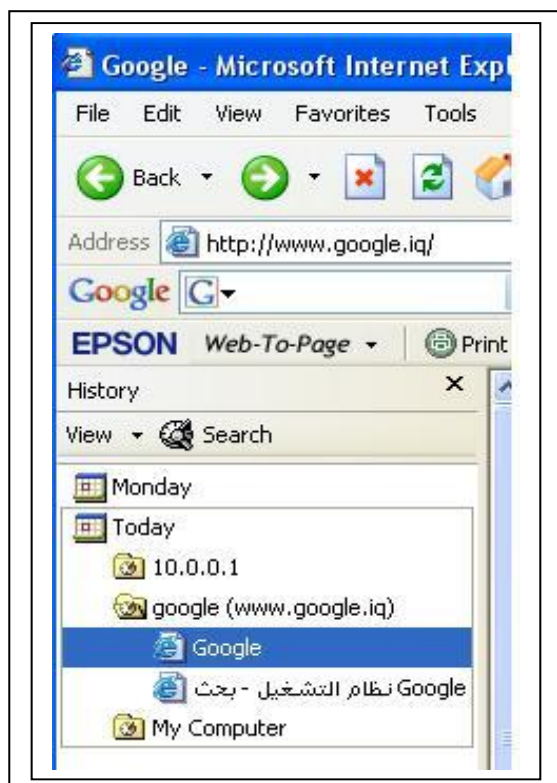 Google - Microsoft Internet Exp
File Edit View Favorites Tools
Back
Address http://www.google.iq/
Google G
EPSON Web-To-Page Print
History
View Search
Monday
Today
10.0.0.1
google (www.google.iq)
Google
نظام التشغيل - بحث Google
My Computer